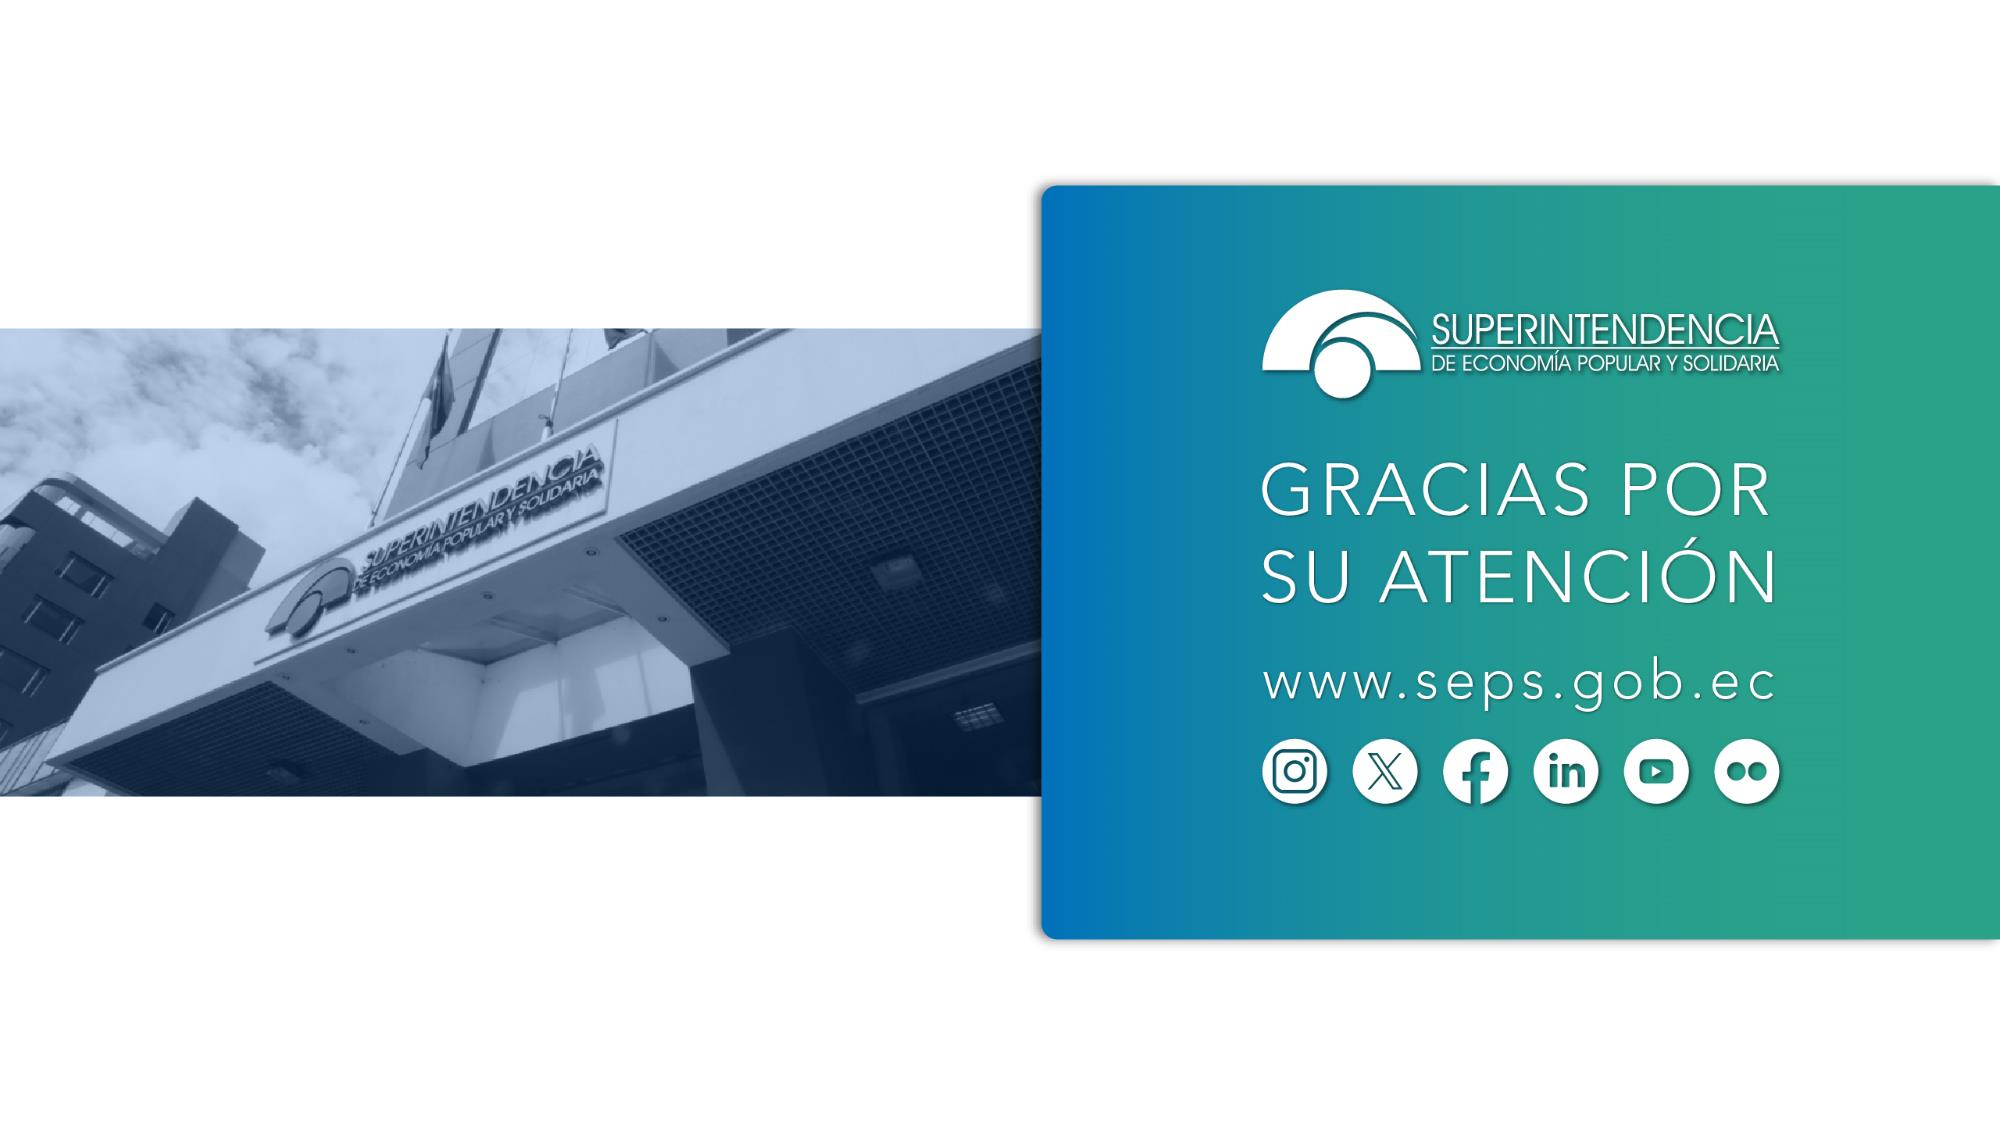 SUPERINTENDENCIA
DE ECONOMÍA POPULAR Y SOLIDARIA
SUPERINTENDENCIA
DE ECONOMÍA POPULAR Y SOLIDARIA
GRACIAS POR
SU ATENCIÓN
www.seps.gob.ec